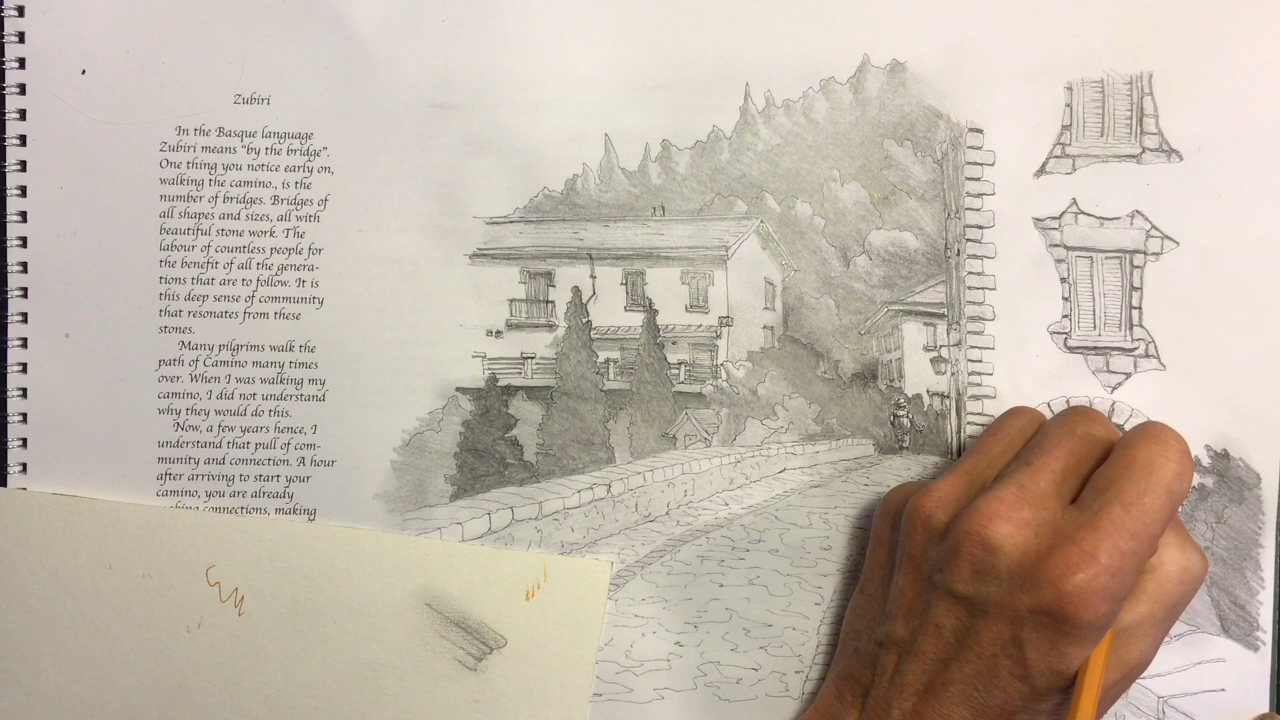 Zubiri
In the Basque language
Zubiri means “by the bridge”.
One thing you notice early on,
walking the camino., is the
number of bridges. Bridges of
all shapes and sizes, all with
beautiful stone work. The
labour of countless people for
the benefit of all the genera-
tions that are to follow. It is
this deep sense of community
that resonates from these
stones.
Many pilgrims walk the
path of Camino many times
over. When I was walking my
camino, I did not understand
why they would do this.
Now, a few years hence, I
understand that pull of com-
munity and connection. A hour
after arriving to start your
camino, you are already
connections, making